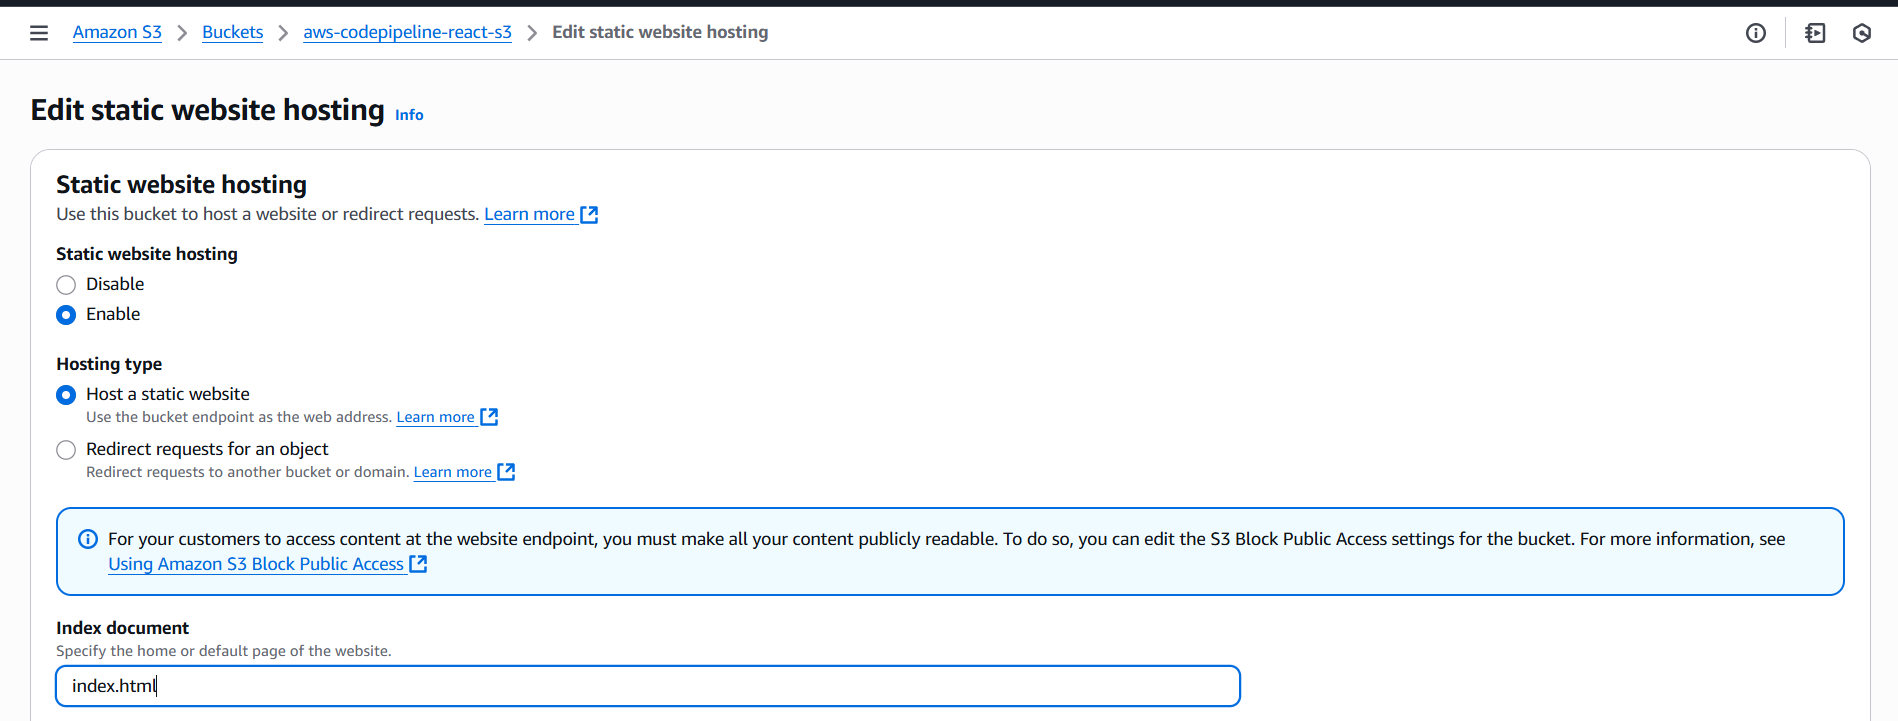 Amazon S3 > Buckets > aws-codepipeline-react-s3 > Edit static website hosting
Edit static website hosting Info
Static website hosting
Use this bucket to host a website or redirect requests. Learn more
Static website hosting
Disable
Enable
Hosting type
Host a static website
Use the bucket endpoint as the web address. Learn more
Redirect requests for an object
Redirect requests to another bucket or domain. Learn more
For your customers to access content at the website endpoint, you must make all your content publicly readable. To do so, you can edit the S3 Block Public Access settings for the bucket. For more information, see
Using Amazon S3 Block Public Access
Index document
Specify the home or default page of the website.
index.html